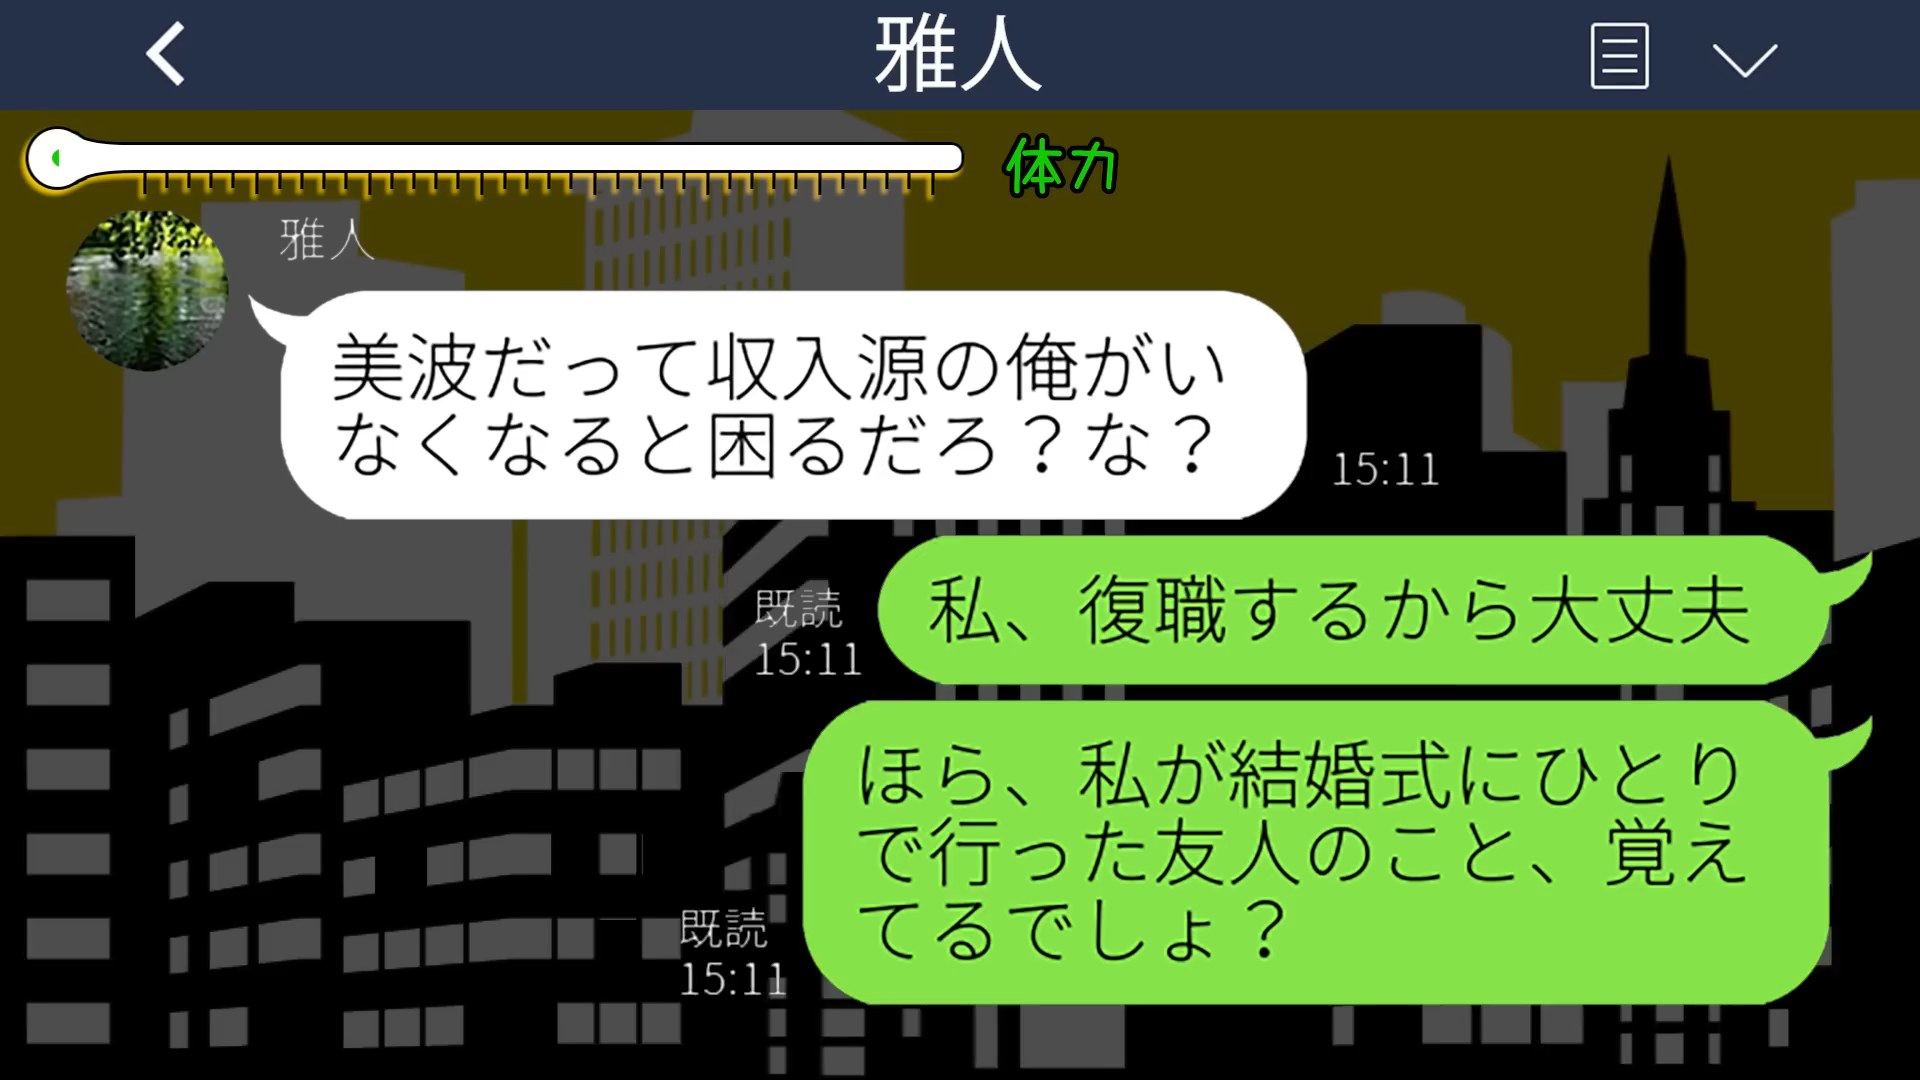 雅人
体力
雅人
美波だって収入源の俺がい
なくなると困るだろ？な？
15:11
私、復職するから大丈夫
既読
15:11
ほら、私が結婚式にひとり
で行った友人のこと、覚え
てるでしょ？
既読
15:11